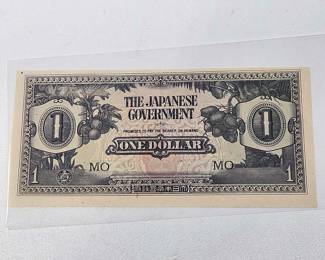 THE JAPANESE
GOVERNMENT
PROMISES TO PAY THE BEARER ON DEMAND
1 1
ONE DOLLAR
MO MO
1 1